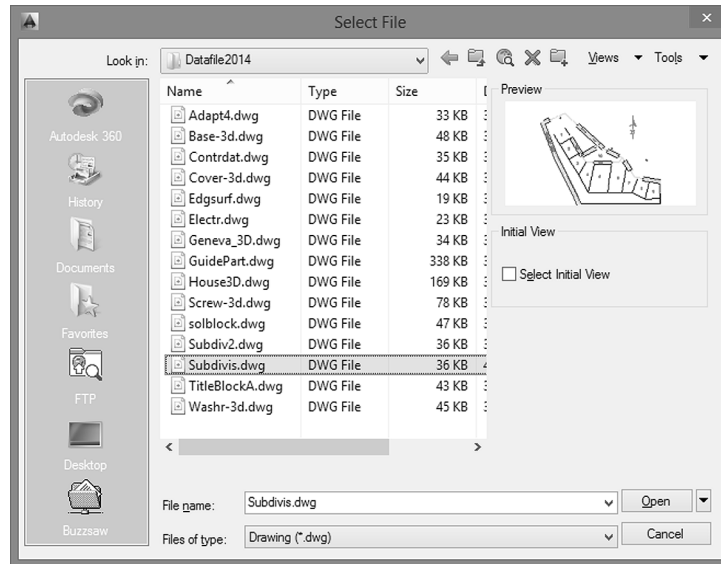 Select File
Look in: Datafile2014 Views Tools
Name Type Size
Adapt4.dwg DWG File 33 KB
Base-3d.dwg DWG File 48 KB
Contrdat.dwg DWG File 35 KB
Cover-3d.dwg DWG File 44 KB
Edgsurf.dwg DWG File 19 KB
Electr.dwg DWG File 23 KB
Geneva_3D.dwg DWG File 34 KB
GuidePart.dwg DWG File 338 KB
House3D.dwg DWG File 169 KB
Screw-3d.dwg DWG File 78 KB
solblock.dwg DWG File 47 KB
Subdiv2.dwg DWG File 36 KB
Subdivis.dwg DWG File 36 KB
TitleBlockA.dwg DWG File 43 KB
Washr-3d.dwg DWG File 45 KB
Autodesk 360
History
Documents
Favorites
FTP
Desktop
Buzzsaw
Preview
Initial View
Select Initial View
File name: Subdivis.dwg Open
Files of type: Drawing (*.dwg) Cancel